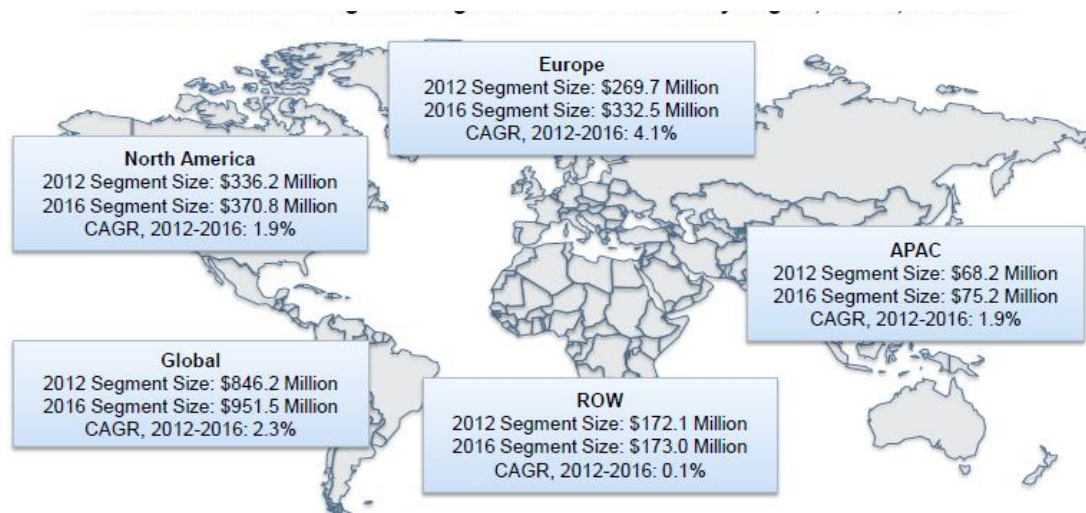 Europe
2012 Segment Size: $269.7 Million
2016 Segment Size: $332.5 Million
CAGR, 2012-2016: 4.1%
North America
2012 Segment Size: $336.2 Million
2016 Segment Size: $370.8 Million
CAGR, 2012-2016: 1.9%
APAC
2012 Segment Size: $68.2 Million
2016 Segment Size: $75.2 Million
CAGR, 2012-2016: 1.9%
Global
2012 Segment Size: $846.2 Million
2016 Segment Size: $951.5 Million
CAGR, 2012-2016: 2.3%
ROW
2012 Segment Size: $172.1 Million
2016 Segment Size: $173.0 Million
CAGR, 2012-2016: 0.1%